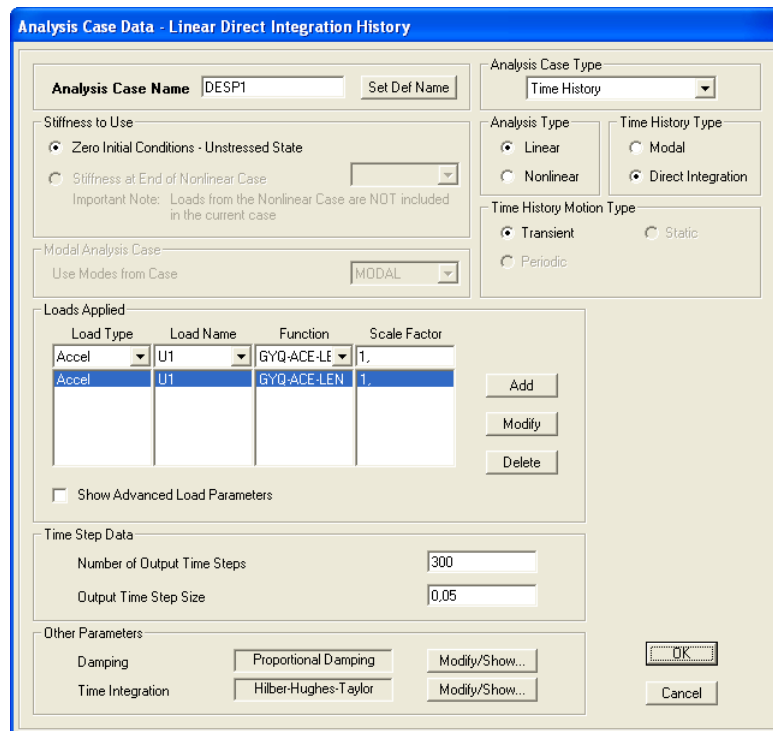 Analysis Case Data - Linear Direct Integration History
Analysis Case Name DESP1 Set Def Name
Analysis Case Type
Time History
Stiffness to Use
Zero Initial Conditions - Unstressed State
Stiffness at End of Nonlinear Case
Important Note: Loads from the Nonlinear Case are NOT included
in the current case
Analysis Type
Linear
Nonlinear
Time History Type
Modal
Direct Integration
Time History Motion Type
Transient Static
Periodic
Modal Analysis Case
Use Modes from Case MODAL
Loads Applied
Load Type Load Name Function Scale Factor
Accel U1 GYQ-ACE-LE 1,
Accel U1 GYQ-ACE-LEN 1,
Add
Modify
Delete
Show Advanced Load Parameters
Time Step Data
Number of Output Time Steps 300
Output Time Step Size 0,05
Other Parameters
Damping Proportional Damping Modify/Show...
Time Integration Hilber-Hughes-Taylor Modify/Show...
OK
Cancel